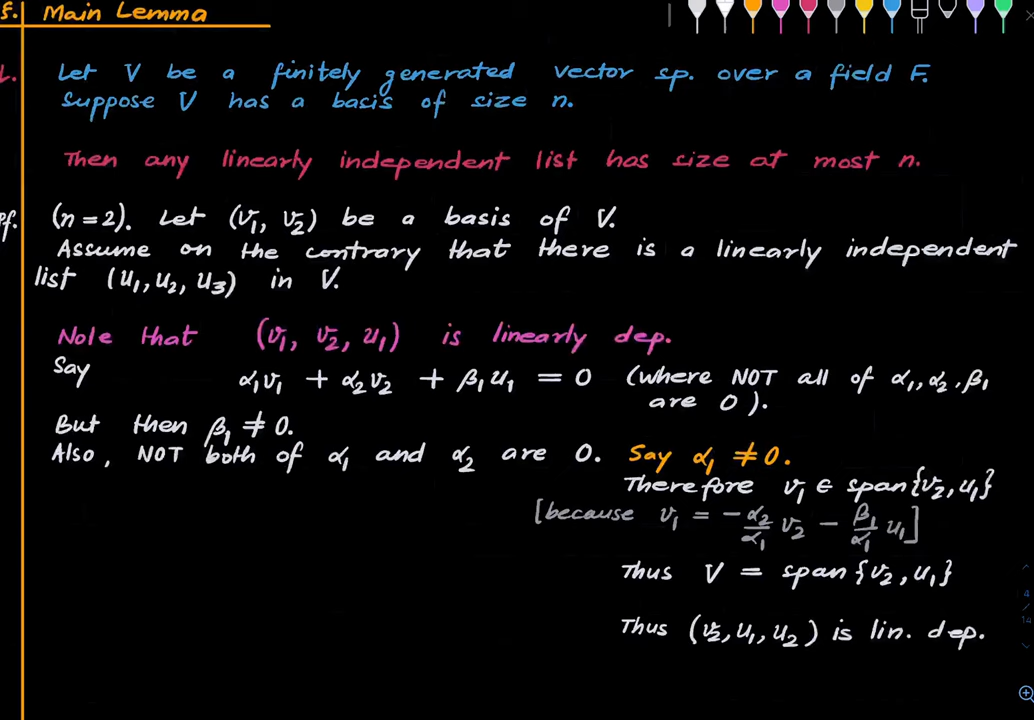 §. Main Lemma
L. Let V be a finitely generated vector sp. over a field F.
Suppose V has a basis of size n.
Then any linearly independent list has size at most n.
Pf. (n = 2). Let (v₁, v₂) be a basis of V.
Assume on the contrary that there is a linearly independent
list (u₁, u₂, u₃) in V.
Note that (v₁, v₂, u₁) is linearly dep.
Say α₁v₁ + α₂v₂ + β₁u₁ = 0 (where NOT all of α₁, α₂, β₁
are 0).
But then β₁ ≠ 0.
Also, NOT both of α₁ and α₂ are 0. Say α₁ ≠ 0.
Therefore v₁ ∈ span{v₂, u₁}
[because v₁ = -α₂/α₁ v₂ - β₁/α₁ u₁]
Thus V = span{v₂, u₁}
Thus (v₂, u₁, u₂) is lin. dep.
4
14